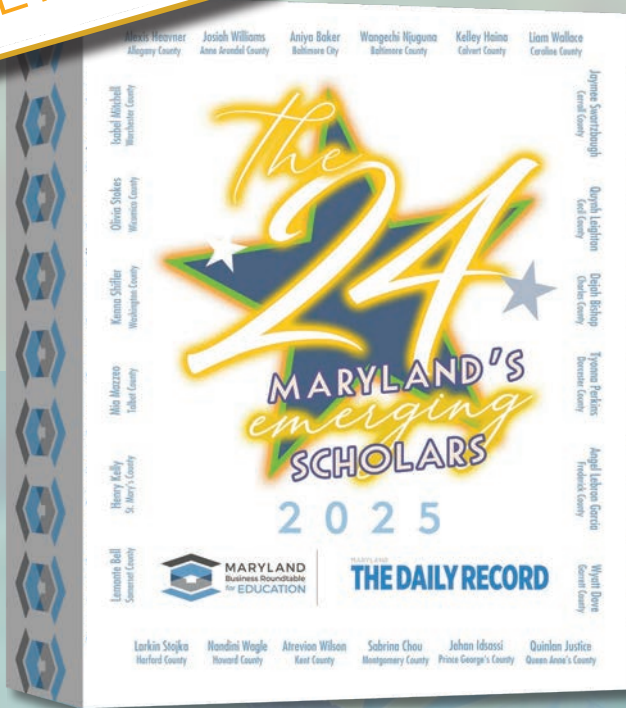 Alexis Heavner
Allegany County
Josiah Williams
Anne Arundel County
Aniya Baker
Baltimore City
Wangechi Njuguna
Baltimore County
Kelley Haina
Calvert County
Liam Wallace
Caroline County
Jaymee Swartzbaugh
Carroll County
Quynh Leighton
Cecil County
Dejah Bishop
Charles County
Tyonna Perkins
Dorcester County
Angel Lebron Garcia
Frederick County
Wyatt Dove
Garrett County
Isabel Mitchell
Worchester County
Olivia Stokes
Wicomico County
Kenna Shifler
Washington County
Mia Mazzeo
Talbot County
Henry Kelly
St. Mary's County
Lemonte Bell
Somerset County
The
24
MARYLAND'S
emerging
SCHOLARS
2025
MARYLAND
Business Roundtable
for EDUCATION
MARYLAND
THE DAILY RECORD
Larkin Stojka
Harford County
Nandini Wagle
Howard County
Atrevion Wilson
Kent County
Sabrina Chou
Montgomery County
Johan Idsassi
Prince George's County
Quinlan Justice
Queen Anne's County